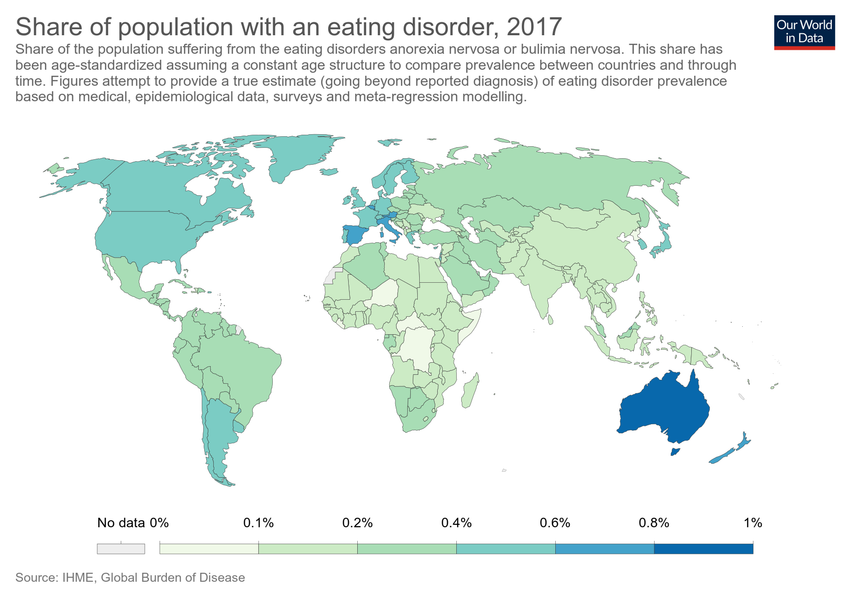 Share of population with an eating disorder, 2017
Our World
in Data
Share of the population suffering from the eating disorders anorexia nervosa or bulimia nervosa. This share has
been age-standardized assuming a constant age structure to compare prevalence between countries and through
time. Figures attempt to provide a true estimate (going beyond reported diagnosis) of eating disorder prevalence
based on medical, epidemiological data, surveys and meta-regression modelling.
No data 0% 0.1% 0.2% 0.4% 0.6% 0.8% 1%
Source: IHME, Global Burden of Disease